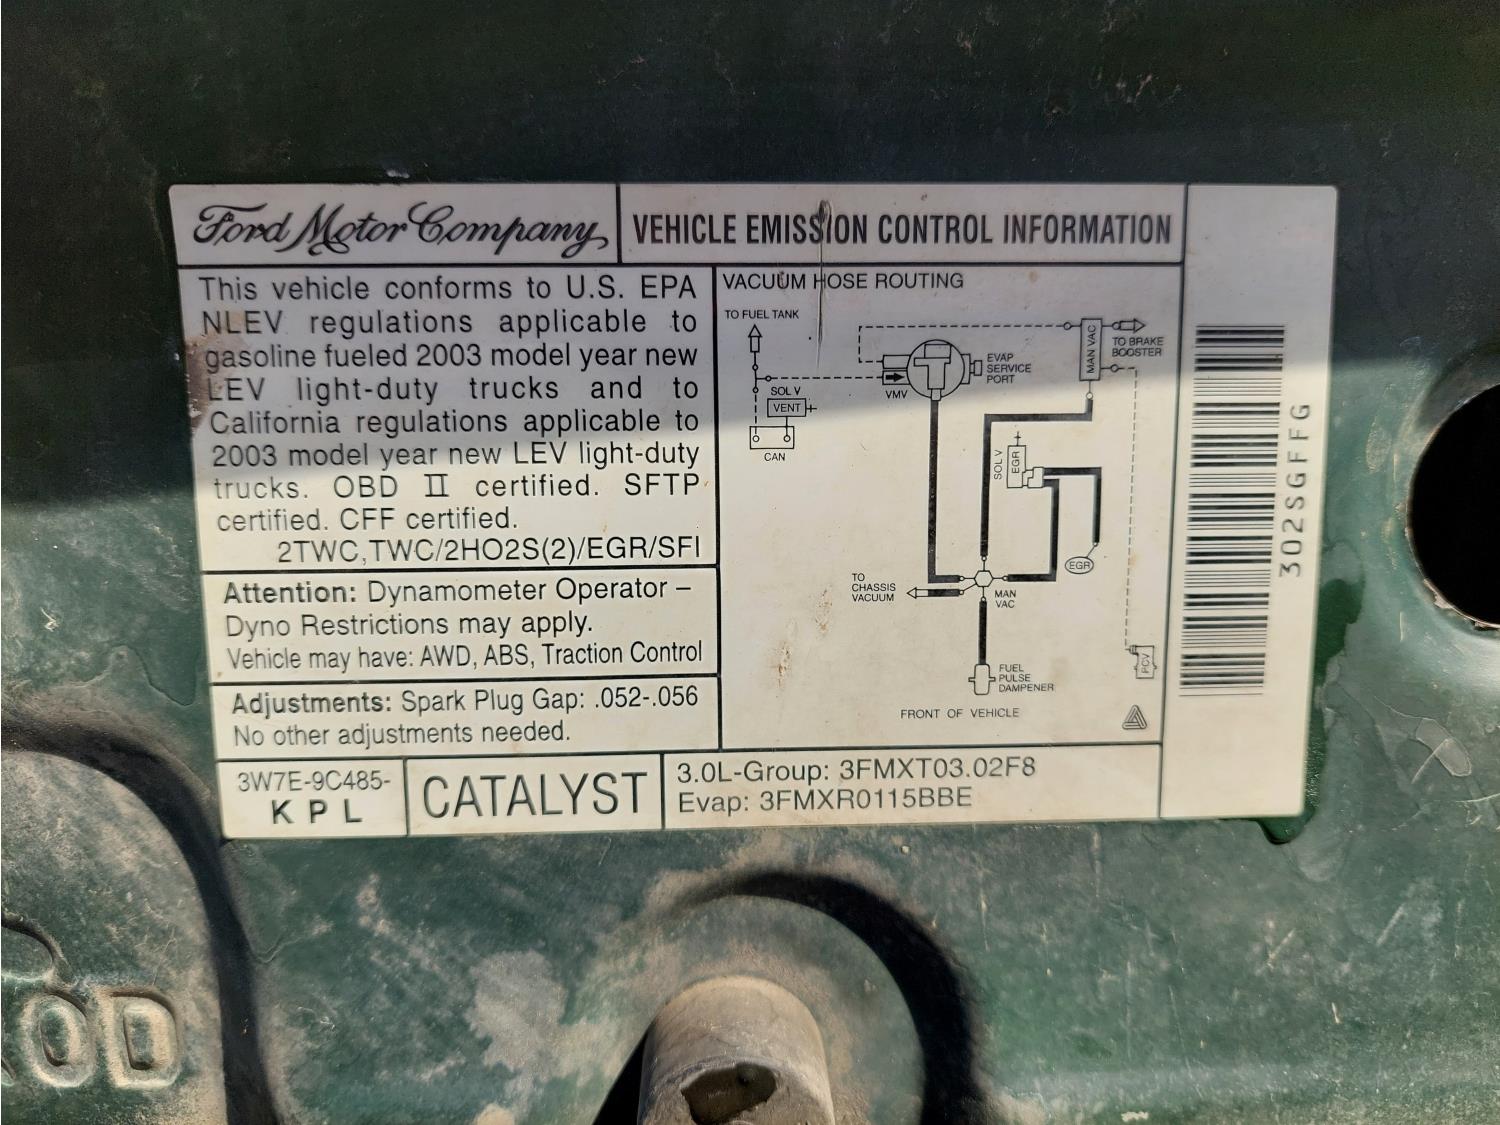 Ford Motor Company
VEHICLE EMISSION CONTROL INFORMATION
This vehicle conforms to U.S. EPA
NLEV regulations applicable to
gasoline fueled 2003 model year new
LEV light-duty trucks and to
California regulations applicable to
2003 model year new LEV light-duty
trucks. OBD II certified. SFTP
certified. CFF certified.
2TWC,TWC/2HO2S(2)/EGR/SFI
Attention: Dynamometer Operator –
Dyno Restrictions may apply.
Vehicle may have: AWD, ABS, Traction Control
Adjustments: Spark Plug Gap: .052-.056
No other adjustments needed.
3W7E-9C485-
K P L
CATALYST
3.0L-Group: 3FMXT03.02F8
Evap: 3FMXR0115BBE
VACUUM HOSE ROUTING
TO FUEL TANK
SOL V
VENT
CAN
VMV
EVAP
SERVICE
PORT
MAN VAC
TO BRAKE
BOOSTER
SOL V
EGR
EGR
TO
CHASSIS
VACUUM
MAN
VAC
FUEL
PULSE
DAMPENER
PCV
FRONT OF VEHICLE
302SGFFG
OD